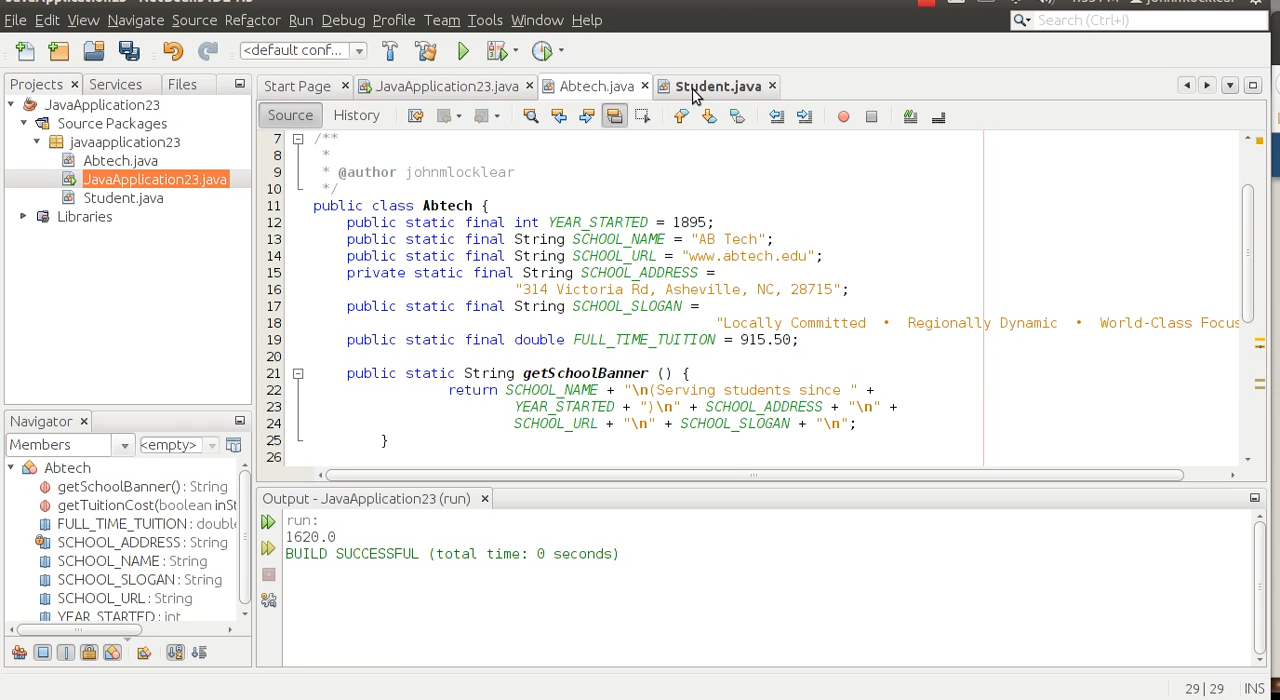 File Edit View Navigate Source Refactor Run Debug Profile Team Tools Window Help
Search (Ctrl+I)
<default conf...
Projects Services Files
Start Page JavaApplication23.java Abtech.java Student.java
JavaApplication23
Source Packages
javaapplication23
Abtech.java
JavaApplication23.java
Student.java
Libraries
Source History
7 /**
8 *
9 * @author johnmlocklear
10 */
11 public class Abtech {
12 public static final int YEAR_STARTED = 1895;
13 public static final String SCHOOL_NAME = "AB Tech";
14 public static final String SCHOOL_URL = "www.abtech.edu";
15 private static final String SCHOOL_ADDRESS =
16 "314 Victoria Rd, Asheville, NC, 28715";
17 public static final String SCHOOL_SLOGAN =
18 "Locally Committed • Regionally Dynamic • World-Class Focus
19 public static final double FULL_TIME_TUITION = 915.50;
20
21 public static String getSchoolBanner () {
22 return SCHOOL_NAME + "\n(Serving students since " +
23 YEAR_STARTED + ")\n" + SCHOOL_ADDRESS + "\n" +
24 SCHOOL_URL + "\n" + SCHOOL_SLOGAN + "\n";
25 }
26
Navigator
Members <empty>
Abtech
getSchoolBanner() : String
getTuitionCost(boolean inSt
FULL_TIME_TUITION : double
SCHOOL_ADDRESS : String
SCHOOL_NAME : String
SCHOOL_SLOGAN : String
SCHOOL_URL : String
YEAR_STARTED : int
Output - JavaApplication23 (run)
run:
1620.0
BUILD SUCCESSFUL (total time: 0 seconds)
29 | 29 INS